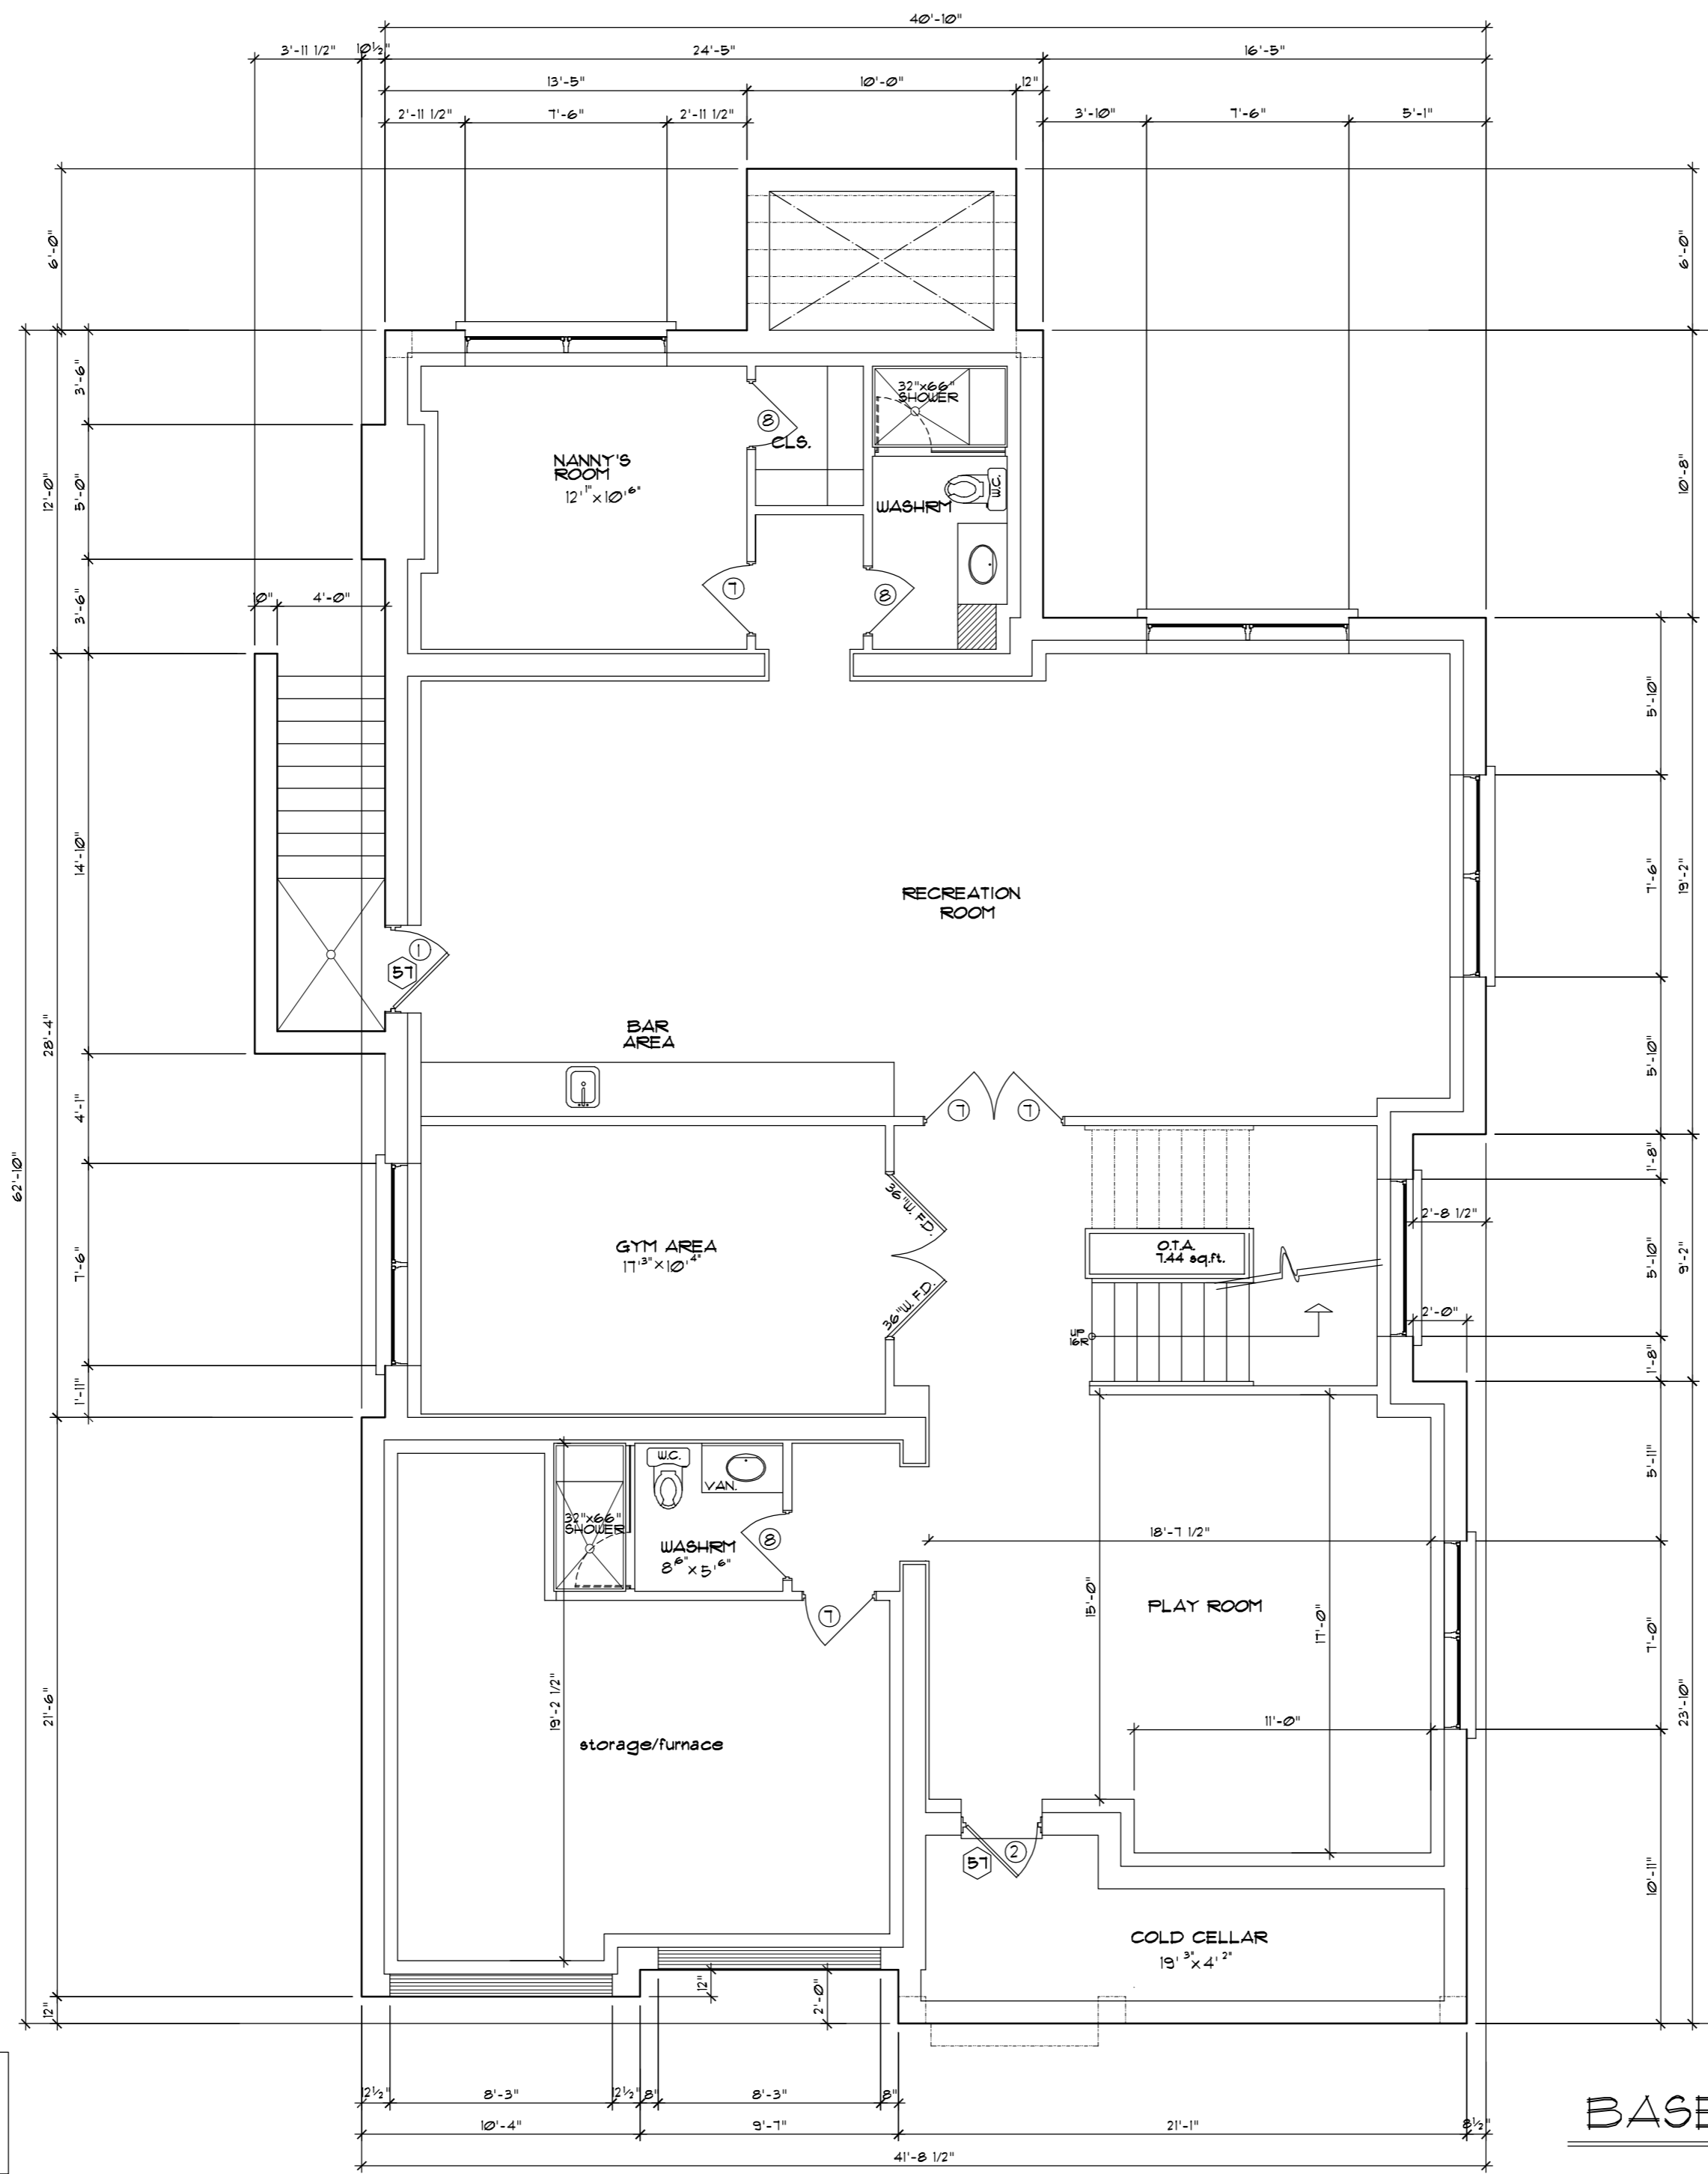 40'-10"
3'-11 1/2" 10½" 24'-5" 16'-5"
13'-5" 10'-0" 12"
2'-11 1/2" 7'-6" 2'-11 1/2" 3'-10" 7'-6" 5'-1"
6'-0"
6'-0"
3'-6"
32"x66"
SHOWER
8
CLS.
NANNY'S
ROOM
12'1"x10'6"
W.C.
WASHRM
12'-0"
5'-0"
10'-8"
7
8
3'-6"
10" 4'-0"
5'-10"
14'-10"
RECREATION
ROOM
7'-6"
19'-2"
1
57
BAR
AREA
28'-4"
5'-10"
4'-1"
7 7
62'-10"
1'-8"
36"W. F.D.
2'-8 1/2"
GYM AREA
17'3"x10'4"
O.T.A.
7.44 sq.ft.
7'-6"
5'-10"
9'-2"
36"W. F.D.
2'-0"
UP
16R
1'-8"
1'-11"
W.C.
VAN.
5'-11"
32"x66"
SHOWER
8
WASHRM
8'6"x5'6"
18'-7 1/2"
15'-0"
PLAY ROOM
17'-0"
7
7'-0"
21'-6"
19'-2 1/2"
storage/furnace
11'-0"
23'-10"
2
57
10'-11"
COLD CELLAR
19'3"x4'2"
12"
2'-0"
12"
12½" 8'-3" 12½" 8" 8'-3" 8"
10'-4" 9'-7" 21'-1" 8½"
41'-8 1/2"